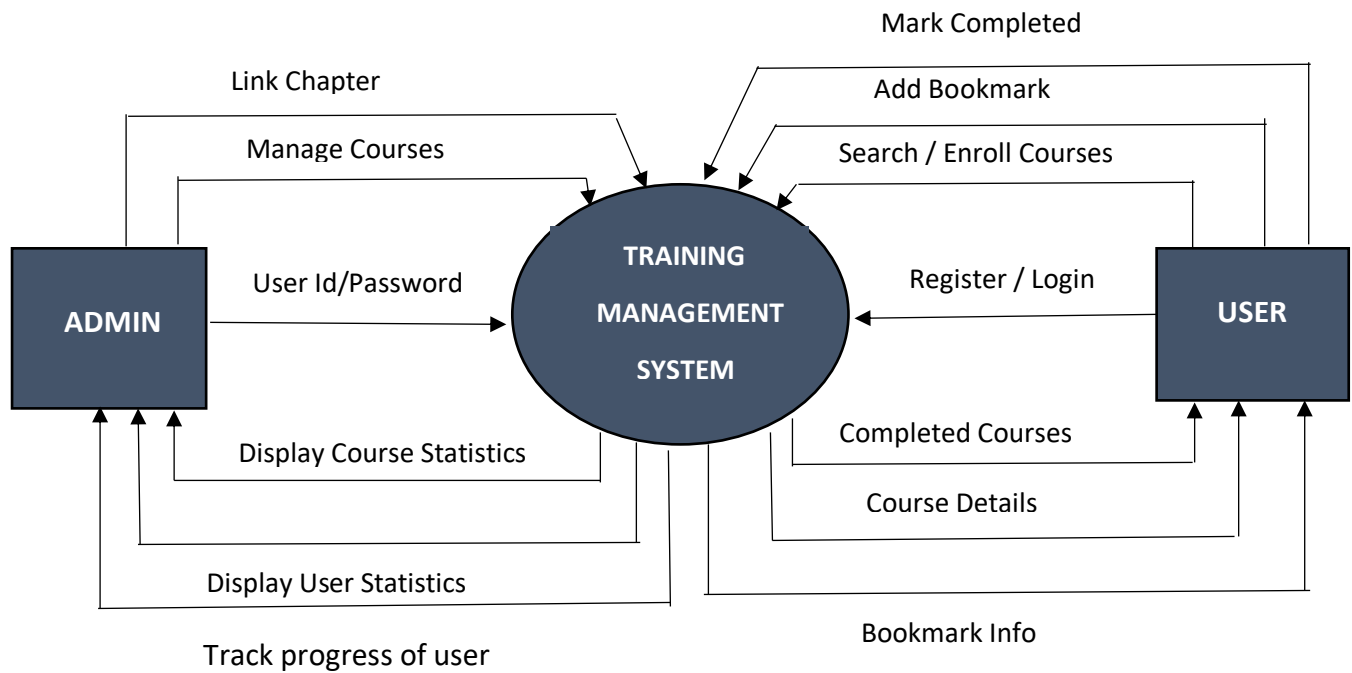 Mark Completed
Link Chapter
Add Bookmark
Manage Courses
Search / Enroll Courses
TRAINING
MANAGEMENT
SYSTEM
User Id/Password
Register / Login
ADMIN
USER
Display Course Statistics
Completed Courses
Course Details
Display User Statistics
Bookmark Info
Track progress of user